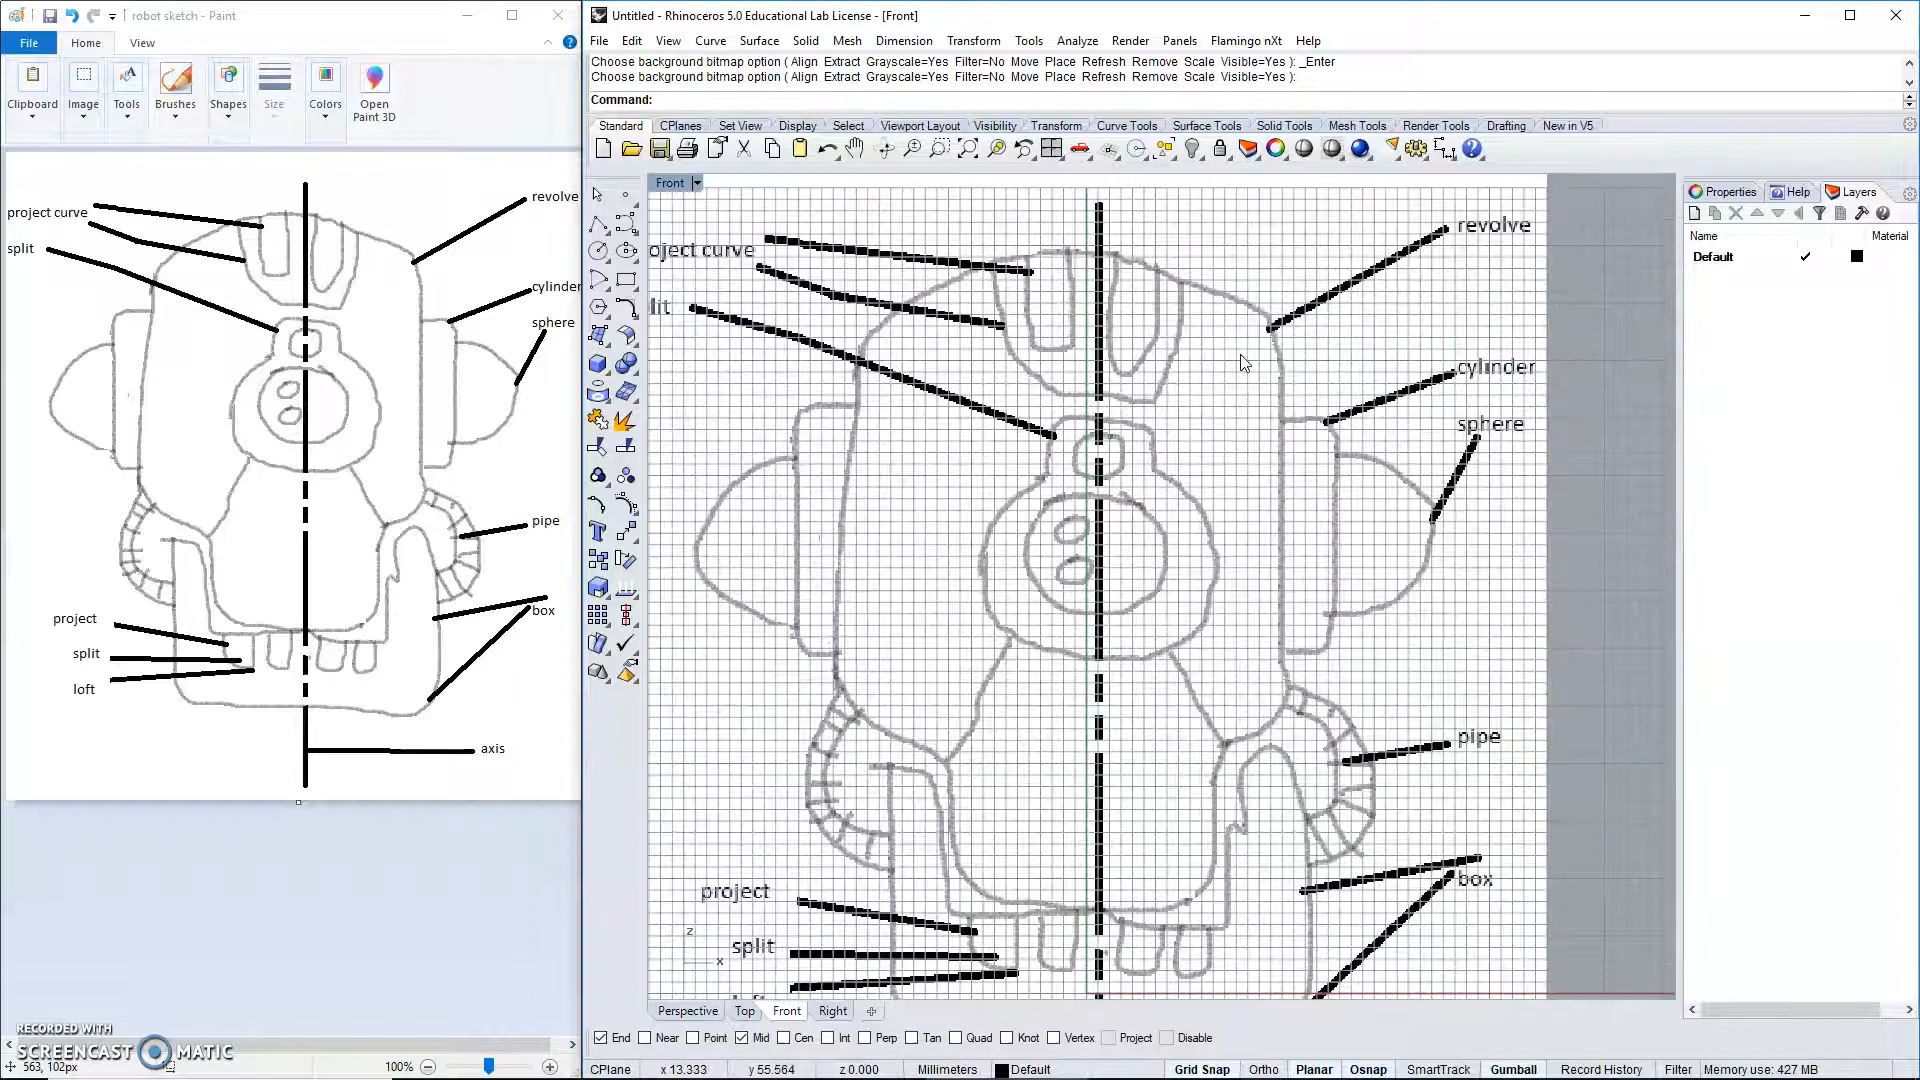 robot sketch - Paint
File
Home
View
Clipboard
Image
Tools
Brushes
Shapes
Size
Colors
Open
Paint 3D
project curve
split
revolve
cylinder
sphere
pipe
box
project
split
loft
axis
RECORDED WITH
SCREENCAST MATIC
563, 102px
100%
Untitled - Rhinoceros 5.0 Educational Lab License - [Front]
File Edit View Curve Surface Solid Mesh Dimension Transform Tools Analyze Render Panels Flamingo nXt Help
Choose background bitmap option ( Align Extract Grayscale=Yes Filter=No Move Place Refresh Remove Scale Visible=Yes ): _Enter
Choose background bitmap option ( Align Extract Grayscale=Yes Filter=No Move Place Refresh Remove Scale Visible=Yes ):
Command:
Standard CPlanes Set View Display Select Viewport Layout Visibility Transform Curve Tools Surface Tools Solid Tools Mesh Tools Render Tools Drafting New in V5
Front
oject curve
lit
revolve
cylinder
sphere
pipe
box
project
split
z
x
Properties Help Layers
Name Material
Default
Perspective Top Front Right
End Near Point Mid Cen Int Perp Tan Quad Knot Vertex Project Disable
CPlane x 13.333 y 55.564 z 0.000 Millimeters Default Grid Snap Ortho Planar Osnap SmartTrack Gumball Record History Filter Memory use: 427 MB